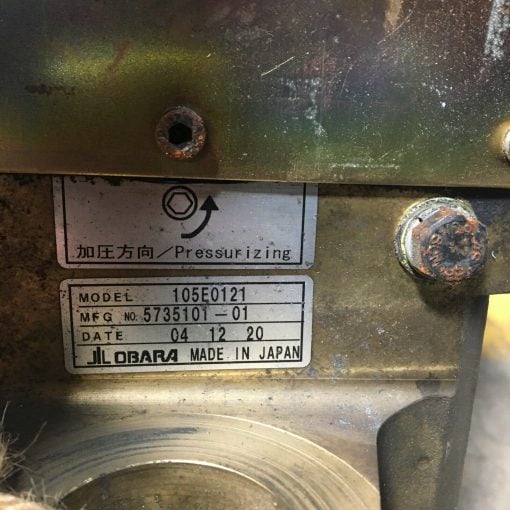 加圧方向／Pressurizing
MODEL 105E0121
MFG NO. 5735101-01
DATE 04 12 20
OBARA MADE IN JAPAN